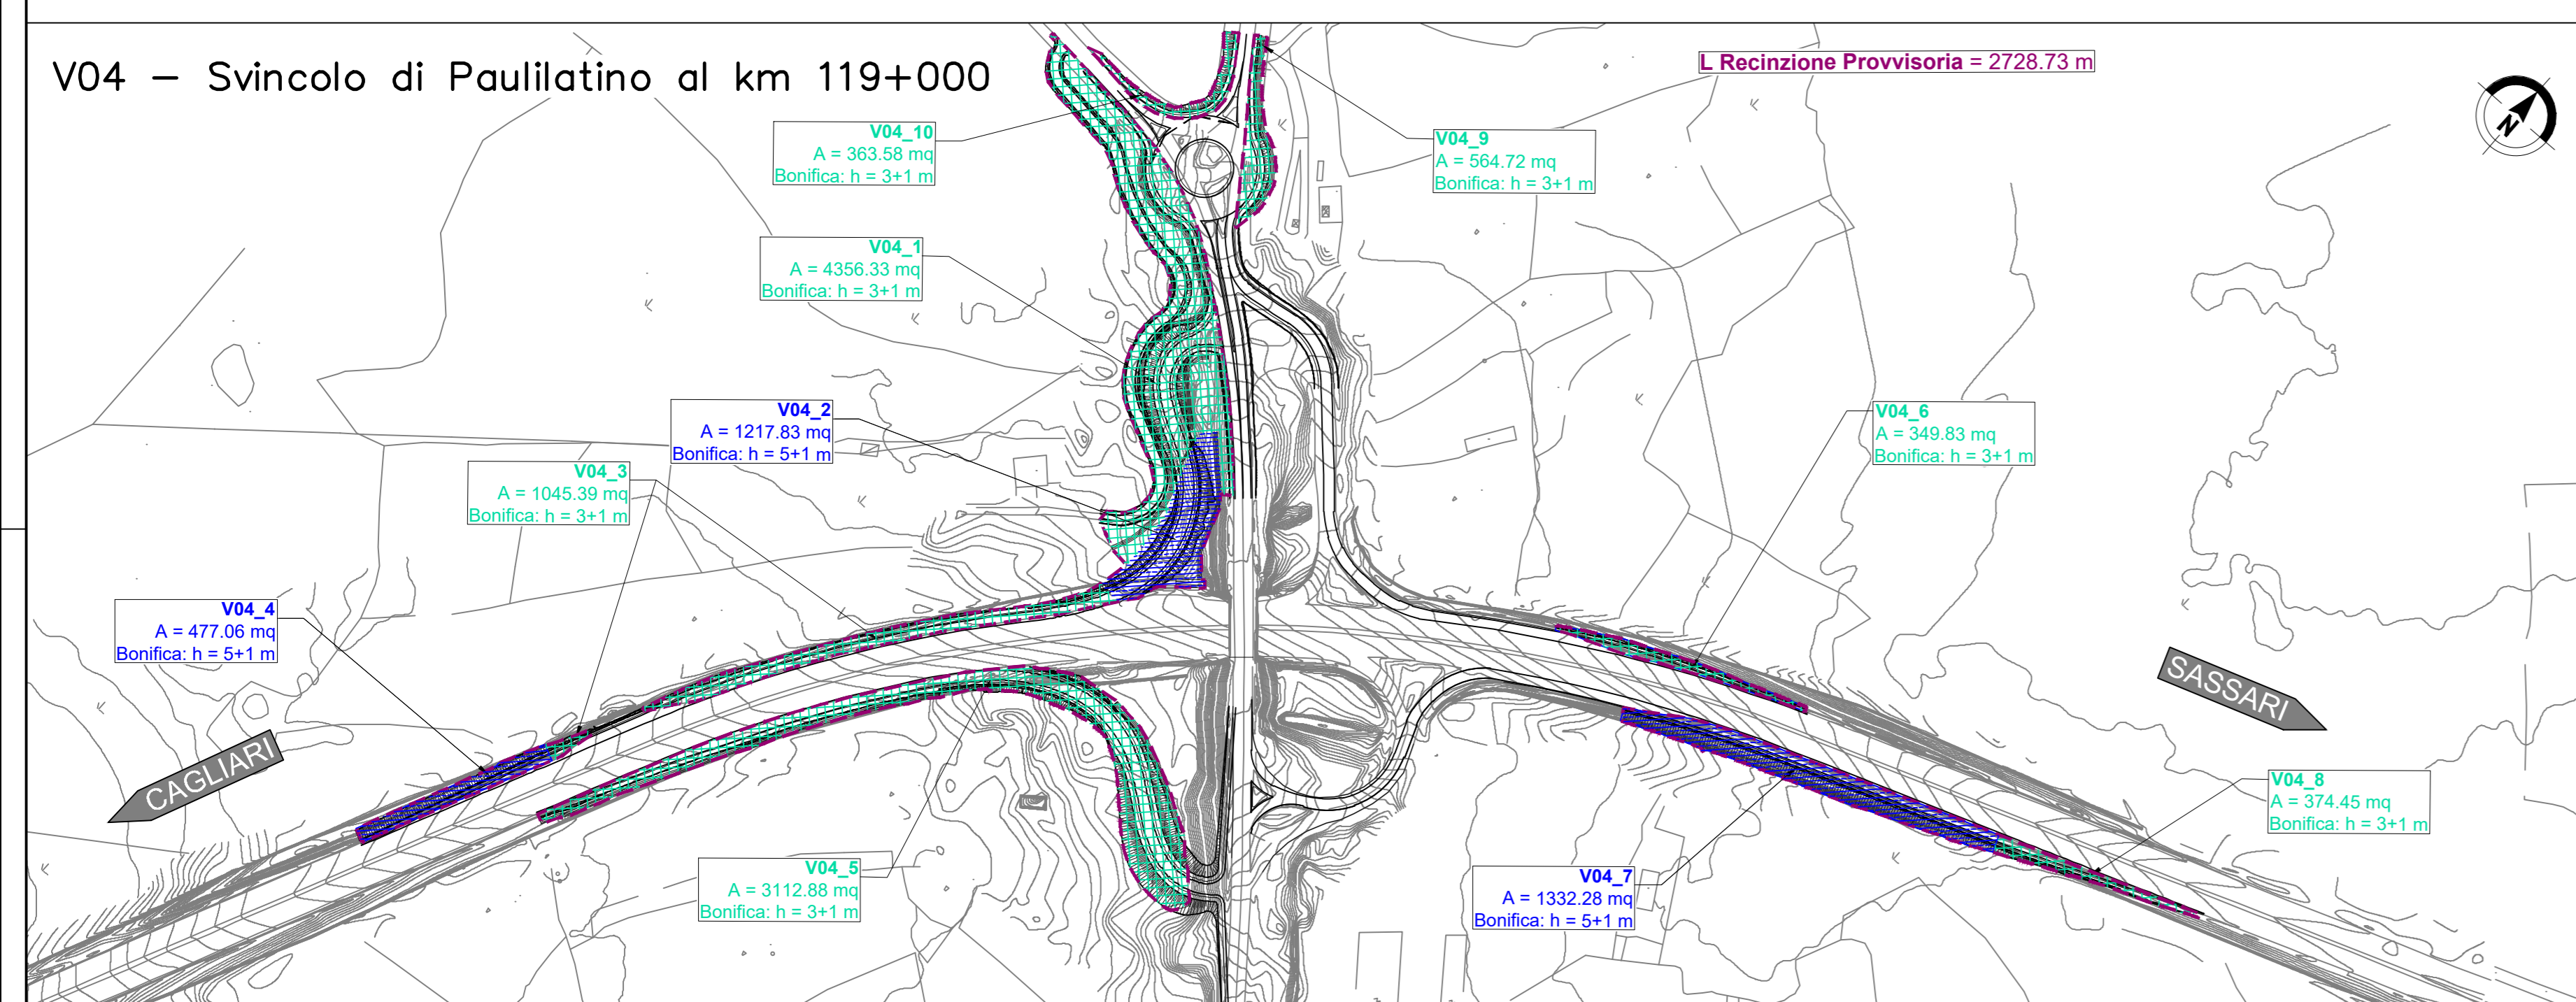 V04 - Svincolo di Paulilatino al km 119+000
L Recinzione Provvisoria = 2728.73 m
N
V04_10
A = 363.58 mq
Bonifica: h = 3+1 m
V04_9
A = 564.72 mq
Bonifica: h = 3+1 m
V04_1
A = 4356.33 mq
Bonifica: h = 3+1 m
V04_2
A = 1217.83 mq
Bonifica: h = 5+1 m
V04_6
A = 349.83 mq
Bonifica: h = 3+1 m
V04_3
A = 1045.39 mq
Bonifica: h = 3+1 m
V04_4
A = 477.06 mq
Bonifica: h = 5+1 m
SASSARI
CAGLIARI
V04_8
A = 374.45 mq
Bonifica: h = 3+1 m
V04_5
A = 3112.88 mq
Bonifica: h = 3+1 m
V04_7
A = 1332.28 mq
Bonifica: h = 5+1 m